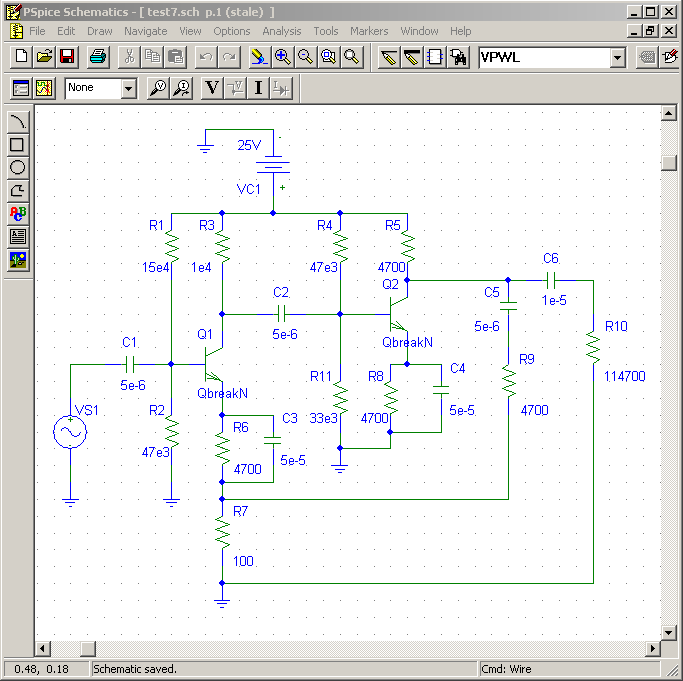 PSpice Schematics - [ test7.sch  p.1 (stale) ]
File Edit Draw Navigate View Options Analysis Tools Markers Window Help
VPWL
None
V
V
V
I
I
ABC
25V
-
VC1
+
R1
R3
R4
R5
15e4
1e4
47e3
4700
C6
Q2
C2
C5
1e-5
Q1
5e-6
5e-6
R10
C1
QbreakN
R9
114700
5e-6
QbreakN
R11
R8
C4
VS1
R2
C3
33e3
4700
5e-5
4700
+
R6
-
47e3
4700
5e-5
R7
100
0.48,  0.18
Schematic saved.
Cmd: Wire